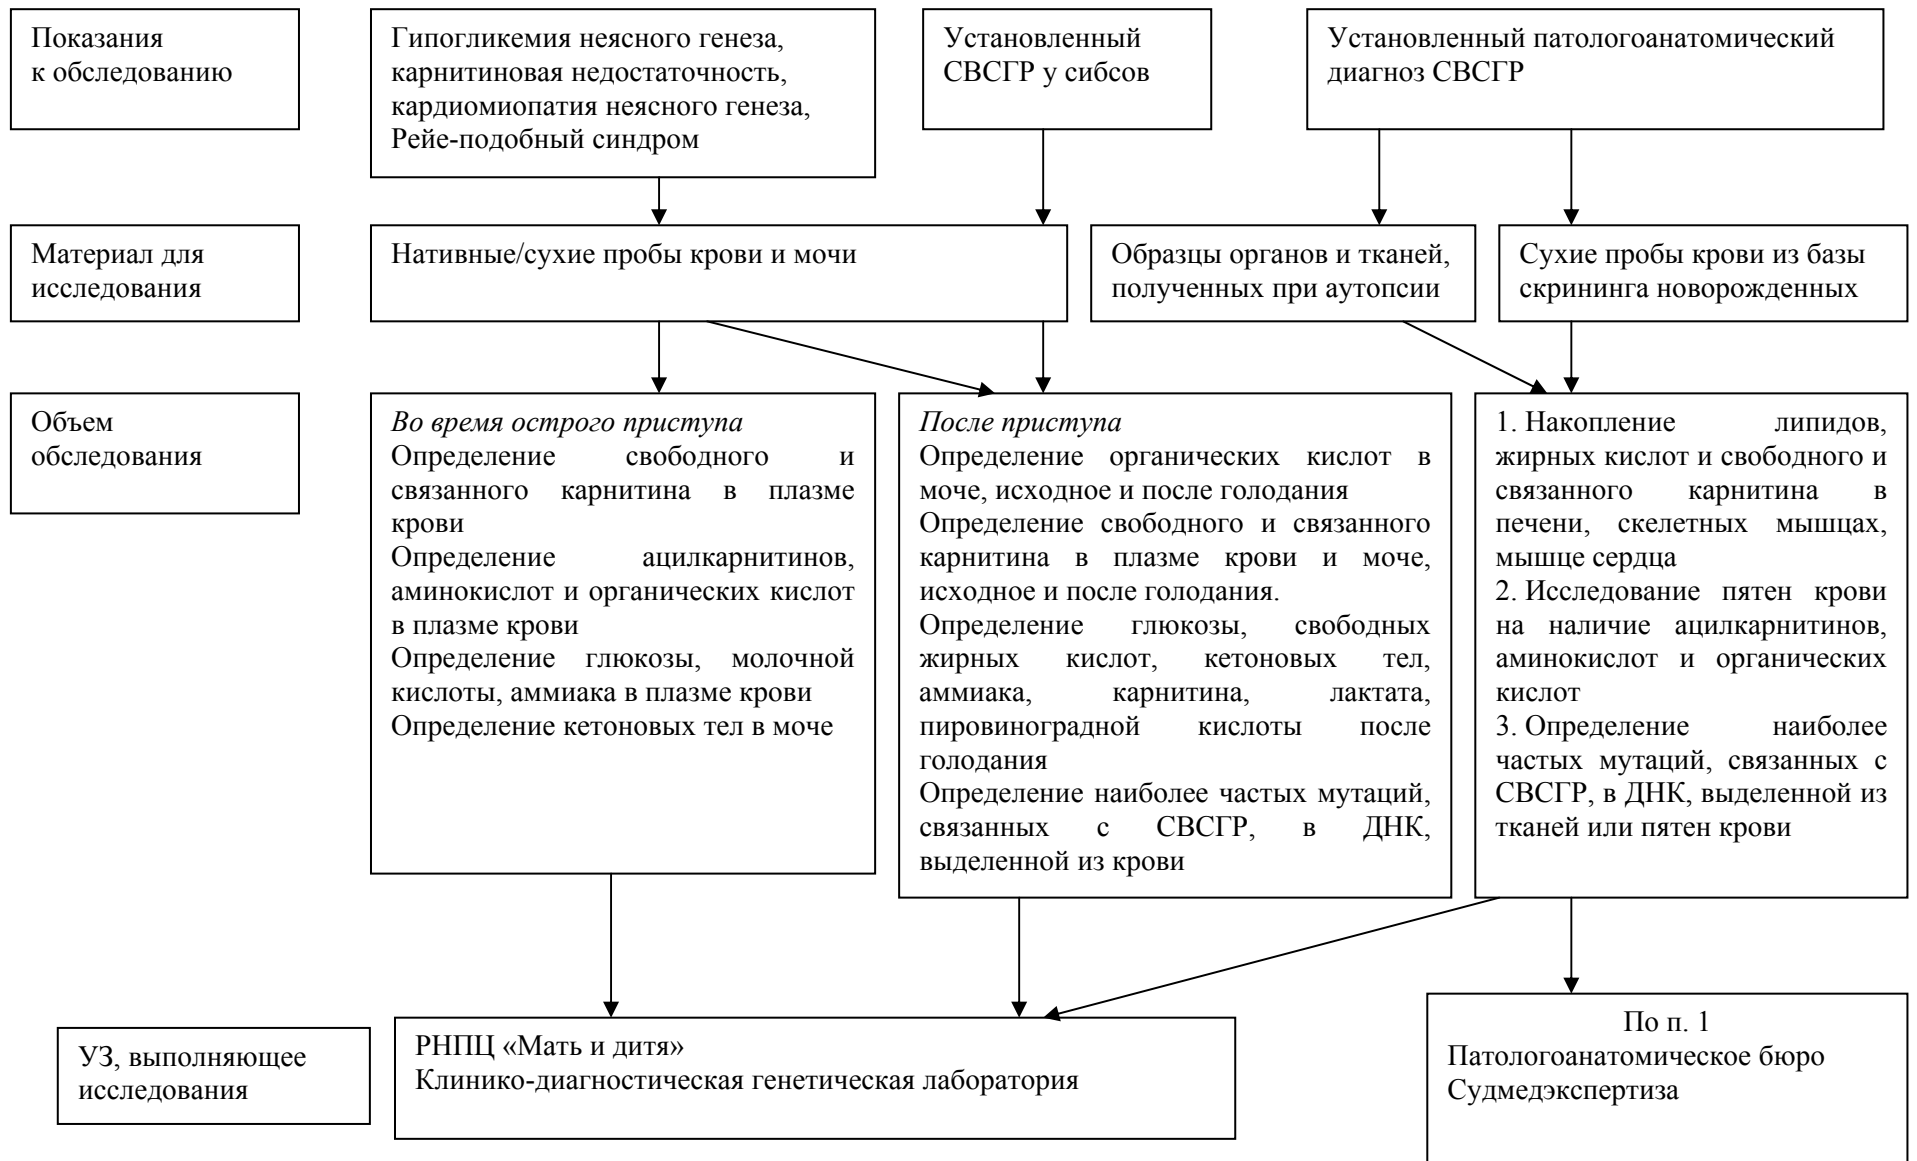 Показания
к обследованию
Гипогликемия неясного генеза,
карнитиновая недостаточность,
кардиомиопатия неясного генеза,
Рейе-подобный синдром
Установленный
СВСГР у сибсов
Установленный патологоанатомический
диагноз СВСГР
Материал для
исследования
Нативные/сухие пробы крови и мочи
Образцы органов и тканей,
полученных при аутопсии
Сухие пробы крови из базы
скрининга новорожденных
Объем
обследования
Во время острого приступа
Определение свободного и
связанного карнитина в плазме
крови
Определение ацилкарнитинов,
аминокислот и органических кислот
в плазме крови
Определение глюкозы, молочной
кислоты, аммиака в плазме крови
Определение кетоновых тел в моче
После приступа
Определение органических кислот в
моче, исходное и после голодания
Определение свободного и связанного
карнитина в плазме крови и моче,
исходное и после голодания.
Определение глюкозы, свободных
жирных кислот, кетоновых тел,
аммиака, карнитина, лактата,
пировиноградной кислоты после
голодания
Определение наиболее частых мутаций,
связанных с СВСГР, в ДНК,
выделенной из крови
1. Накопление липидов,
жирных кислот и свободного и
связанного карнитина в
печени, скелетных мышцах,
мышце сердца
2. Исследование пятен крови
на наличие ацилкарнитинов,
аминокислот и органических
кислот
3. Определение наиболее
частых мутаций, связанных с
СВСГР, в ДНК, выделенной из
тканей или пятен крови
УЗ, выполняющее
исследования
РНПЦ «Мать и дитя»
Клинико-диагностическая генетическая лаборатория
По п. 1
Патологоанатомическое бюро
Судмедэкспертиза